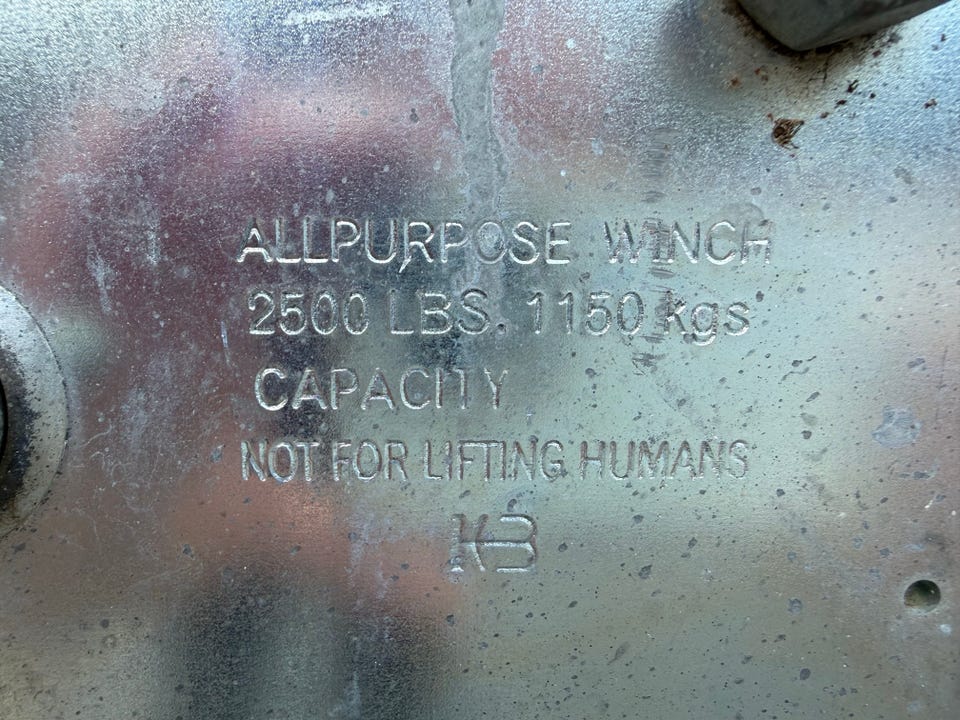 ALLPURPOSE WINCH
2500 LBS. 1150 kgs
CAPACITY
NOT FOR LIFTING HUMANS
KB